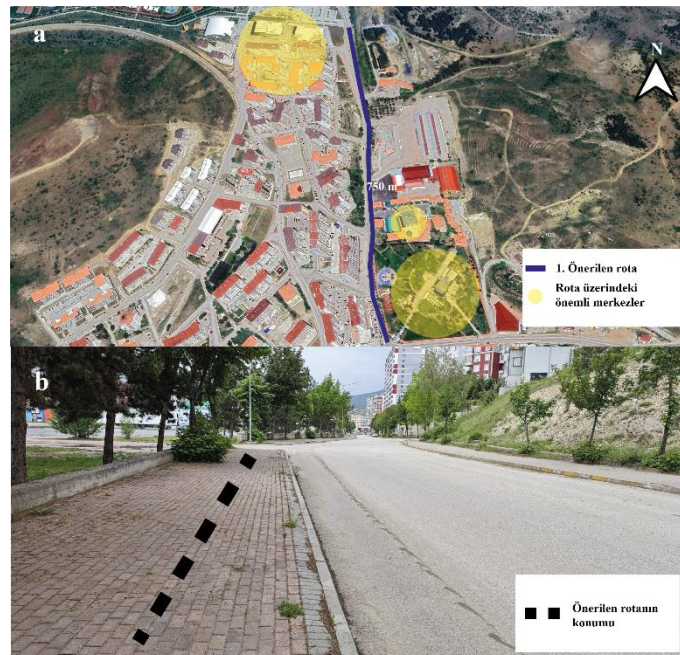 a
N
750 m
1. Önerilen rota
Rota üzerindeki
önemli merkezler
b
Önerilen rotanın
konumu